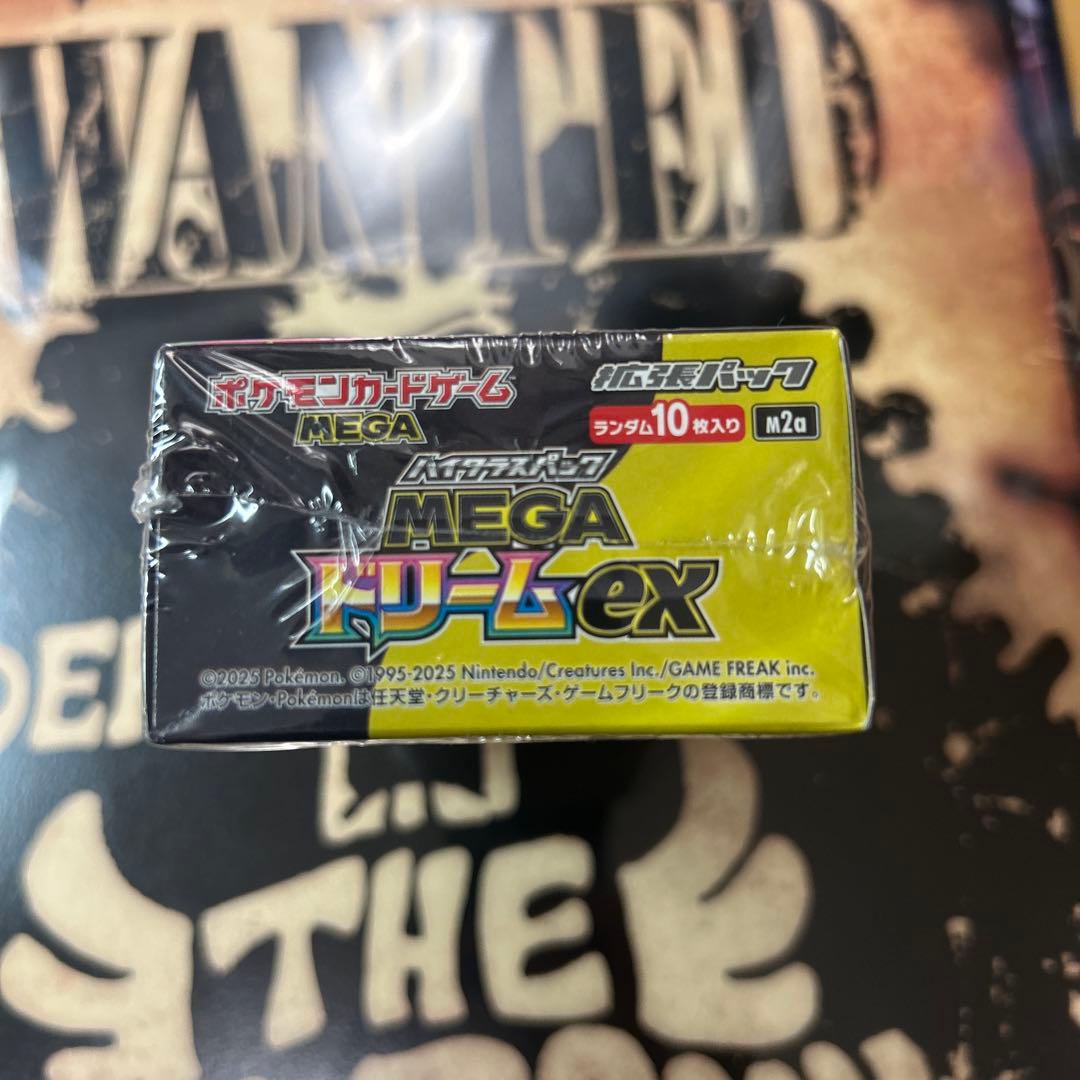 WANTED
ポケモンカードゲーム
MEGA
拡張パック
ランダム10枚入り
M2a
ハイクラスパック
MEGA
ドリームex
©2025 Pokémon. ©1995-2025 Nintendo/Creatures Inc./GAME FREAK inc.
ポケモン・Pokémonは任天堂・クリーチャーズ・ゲームフリークの登録商標です。
THE